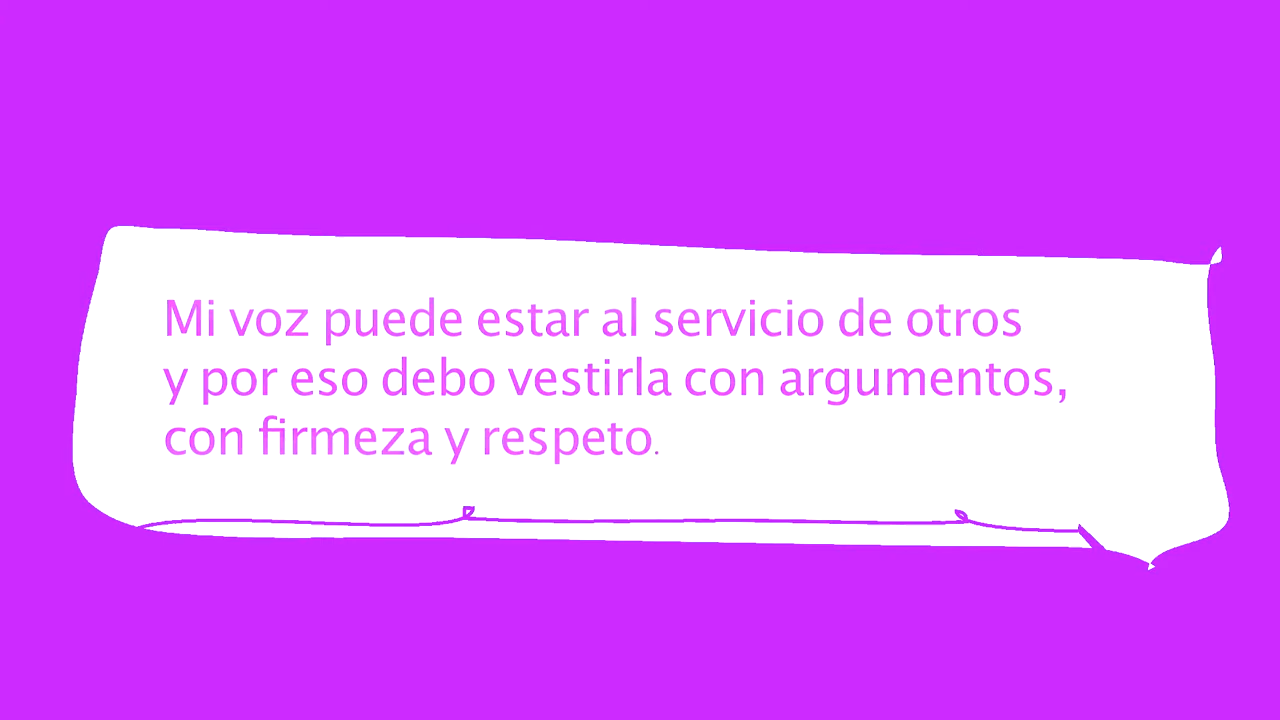 Mi voz puede estar al servicio de otros
y por eso debo vestirla con argumentos,
con firmeza y respeto.